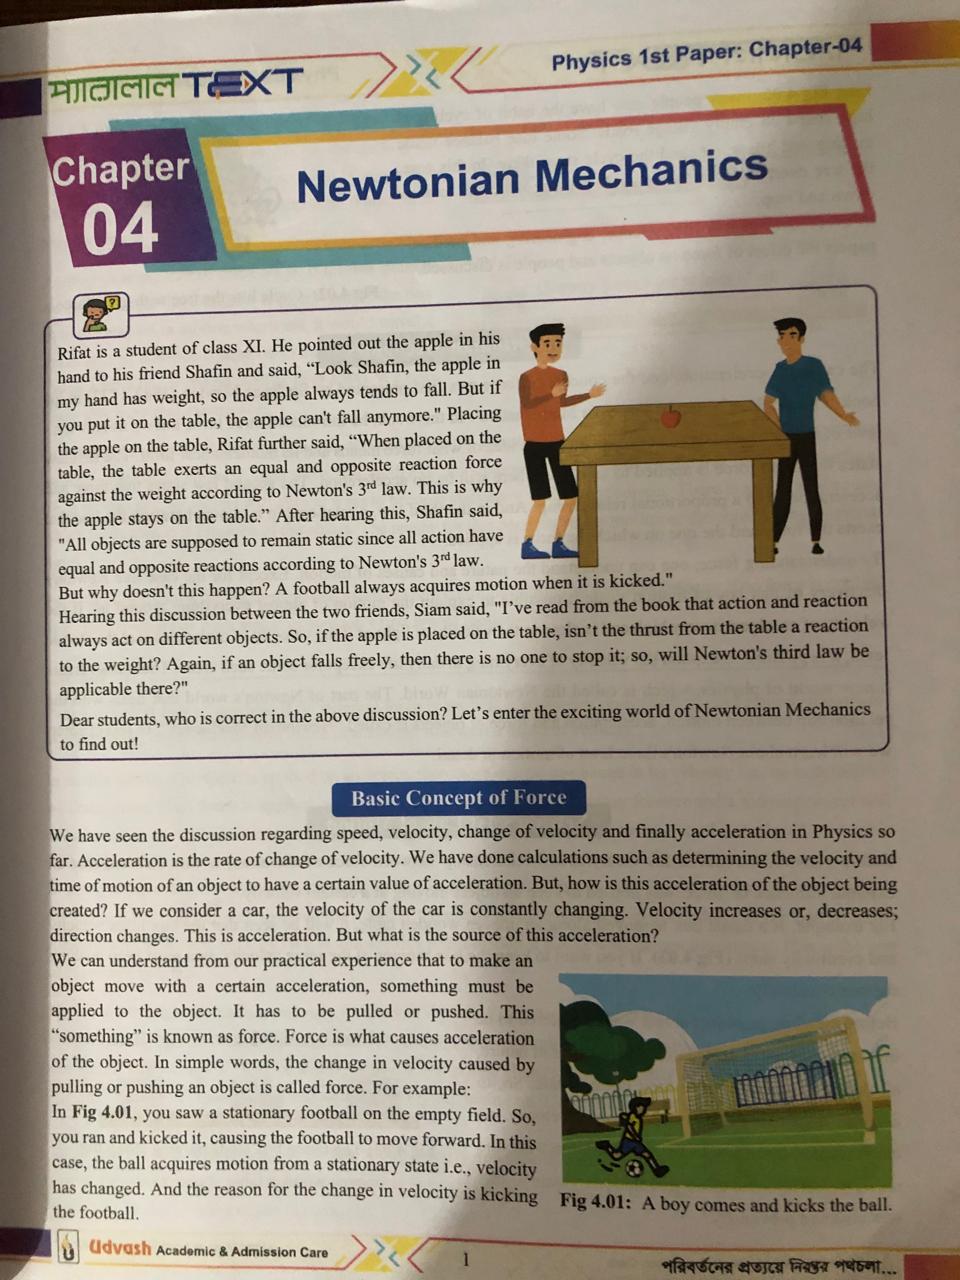 Physics 1st Paper: Chapter-04
প্যারালাল TEXT
Chapter
04
Newtonian Mechanics
Rifat is a student of class XI. He pointed out the apple in his
hand to his friend Shafin and said, “Look Shafin, the apple in
my hand has weight, so the apple always tends to fall. But if
you put it on the table, the apple can't fall anymore." Placing
the apple on the table, Rifat further said, “When placed on the
table, the table exerts an equal and opposite reaction force
against the weight according to Newton's 3rd law. This is why
the apple stays on the table.” After hearing this, Shafin said,
"All objects are supposed to remain static since all action have
equal and opposite reactions according to Newton's 3rd law.
But why doesn't this happen? A football always acquires motion when it is kicked."
Hearing this discussion between the two friends, Siam said, "I’ve read from the book that action and reaction
always act on different objects. So, if the apple is placed on the table, isn’t the thrust from the table a reaction
to the weight? Again, if an object falls freely, then there is no one to stop it; so, will Newton's third law be
applicable there?"
Dear students, who is correct in the above discussion? Let’s enter the exciting world of Newtonian Mechanics
to find out!
Basic Concept of Force
We have seen the discussion regarding speed, velocity, change of velocity and finally acceleration in Physics so
far. Acceleration is the rate of change of velocity. We have done calculations such as determining the velocity and
time of motion of an object to have a certain value of acceleration. But, how is this acceleration of the object being
created? If we consider a car, the velocity of the car is constantly changing. Velocity increases or, decreases;
direction changes. This is acceleration. But what is the source of this acceleration?
We can understand from our practical experience that to make an
object move with a certain acceleration, something must be
applied to the object. It has to be pulled or pushed. This
“something” is known as force. Force is what causes acceleration
of the object. In simple words, the change in velocity caused by
pulling or pushing an object is called force. For example:
In Fig 4.01, you saw a stationary football on the empty field. So,
you ran and kicked it, causing the football to move forward. In this
case, the ball acquires motion from a stationary state i.e., velocity
has changed. And the reason for the change in velocity is kicking
the football.
Fig 4.01: A boy comes and kicks the ball.
Udvash Academic & Admission Care
1
পরিবর্তনের প্রত্যয়ে নিরন্তর পথচলা...